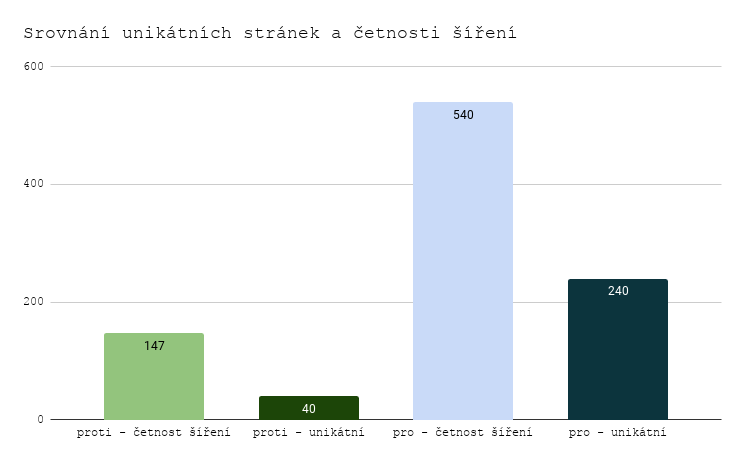 Srovnání unikátních stránek a četnosti šíření
600
400
200
0
147
40
540
240
proti - četnost šíření
proti - unikátní
pro - četnost šíření
pro - unikátní